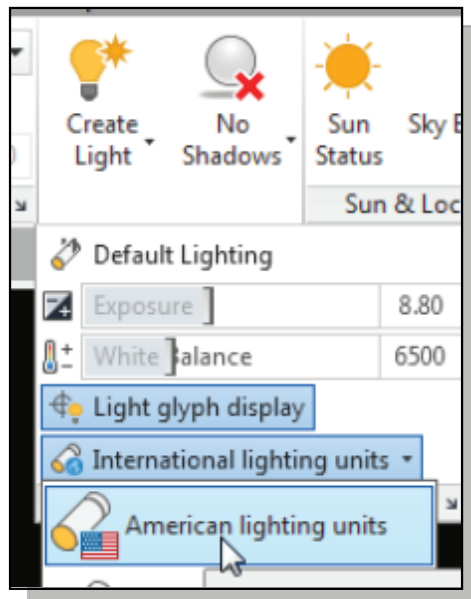 Create Light
No Shadows
Sun Status
Sky
Sun & Loc
Default Lighting
Exposure 8.80
White Balance 6500
Light glyph display
International lighting units
American lighting units